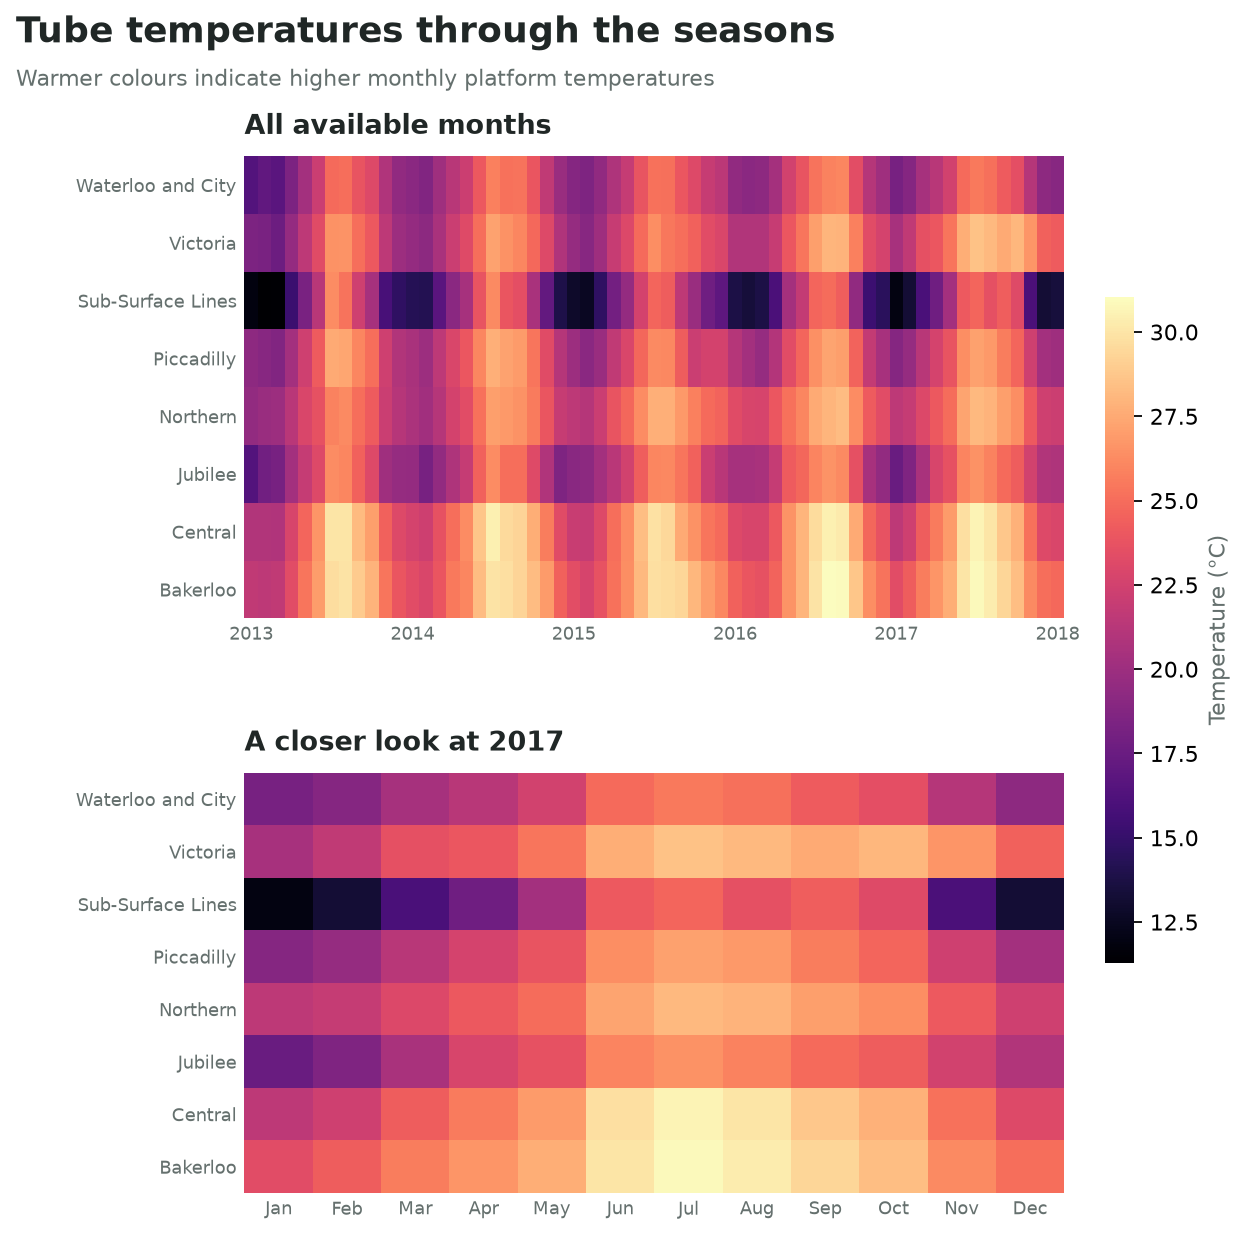 Tube temperatures through the seasons
Warmer colours indicate higher monthly platform temperatures
All available months
Waterloo and City
Victoria
Sub-Surface Lines
Piccadilly
Northern
Jubilee
Central
Bakerloo
2013 2014 2015 2016 2017 2018
A closer look at 2017
Waterloo and City
Victoria
Sub-Surface Lines
Piccadilly
Northern
Jubilee
Central
Bakerloo
Jan Feb Mar Apr May Jun Jul Aug Sep Oct Nov Dec
30.0
27.5
25.0
22.5
20.0
17.5
15.0
12.5
Temperature (°C)